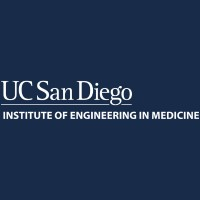 UC San Diego
INSTITUTE OF ENGINEERING IN MEDICINE